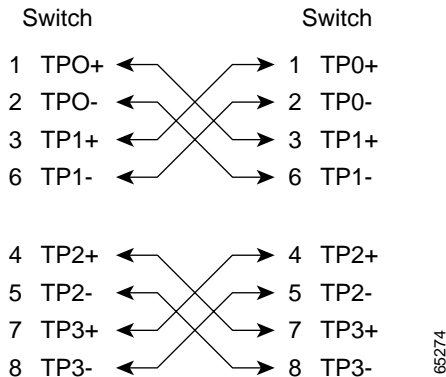 Switch Switch
1 TPO+ 1 TP0+
2 TPO- 2 TP0-
3 TP1+ 3 TP1+
6 TP1- 6 TP1-
4 TP2+ 4 TP2+
5 TP2- 5 TP2-
7 TP3+ 7 TP3+
8 TP3- 8 TP3-
65274